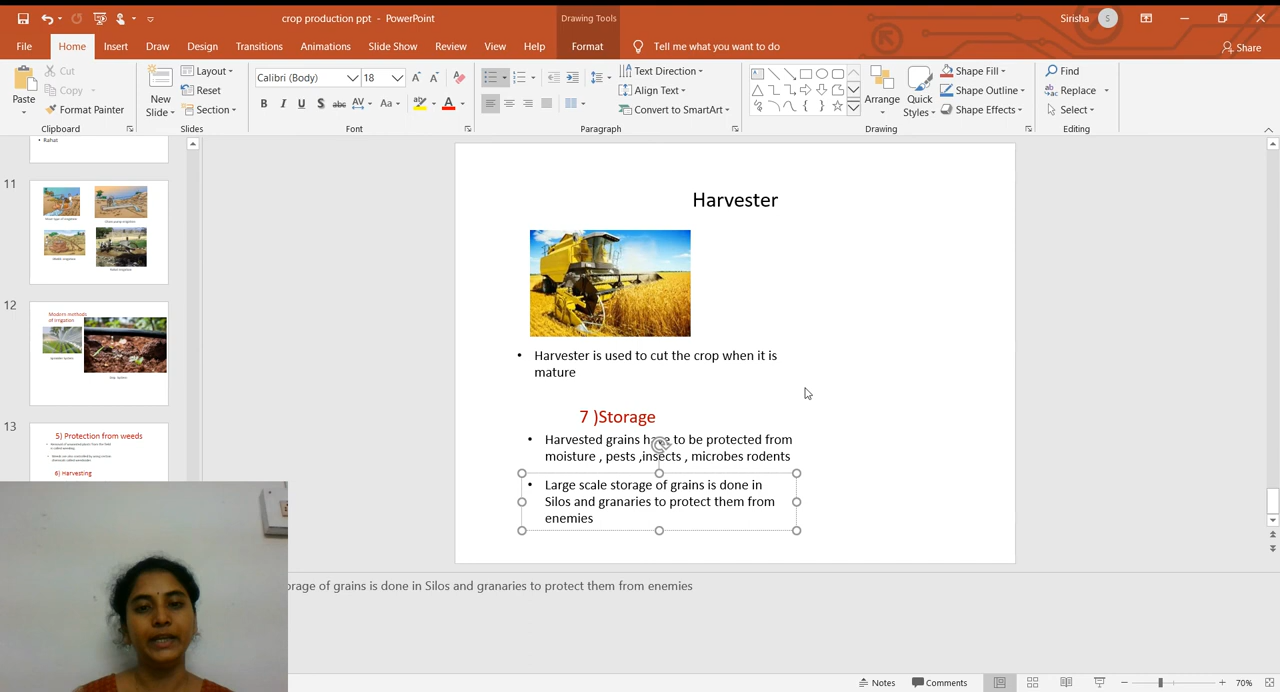 crop production ppt - PowerPoint
Drawing Tools
Sirisha
S
File
Home
Insert
Draw
Design
Transitions
Animations
Slide Show
Review
View
Help
Format
Tell me what you want to do
Share
Paste
Cut
Copy
Format Painter
Clipboard
New
Slide
Layout
Reset
Section
Slides
Calibri (Body)
18
Font
Text Direction
Align Text
Convert to SmartArt
Paragraph
Arrange
Quick
Styles
Shape Fill
Shape Outline
Shape Effects
Drawing
Find
Replace
Select
Editing
• Rahat
11
12
Modern methods
of irrigation
13
5) Protection from weeds
6) Harvesting
Harvester
• Harvester is used to cut the crop when it is
mature
7 )Storage
• Harvested grains to be protected from
moisture , pests ,insects , microbes rodents
• Large scale storage of grains is done in
Silos and granaries to protect them from
enemies
of grains is done in Silos and granaries to protect them from enemies
Notes
Comments
70%